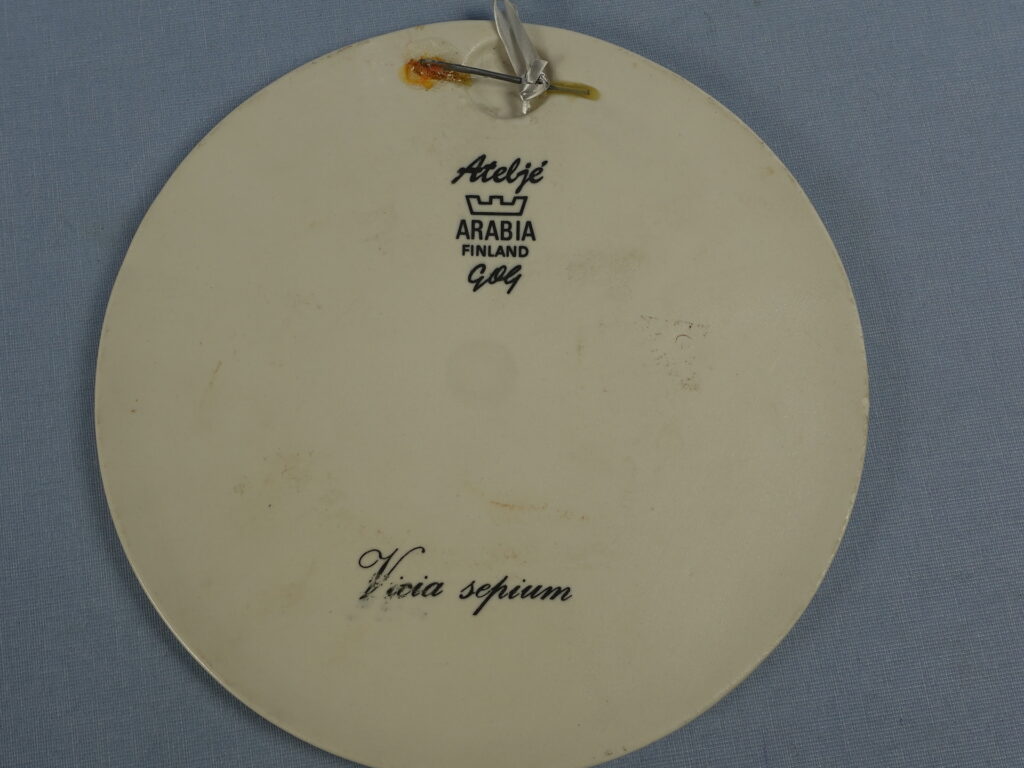 Ateljé
ARABIA
FINLAND
GOG
Vicia sepium